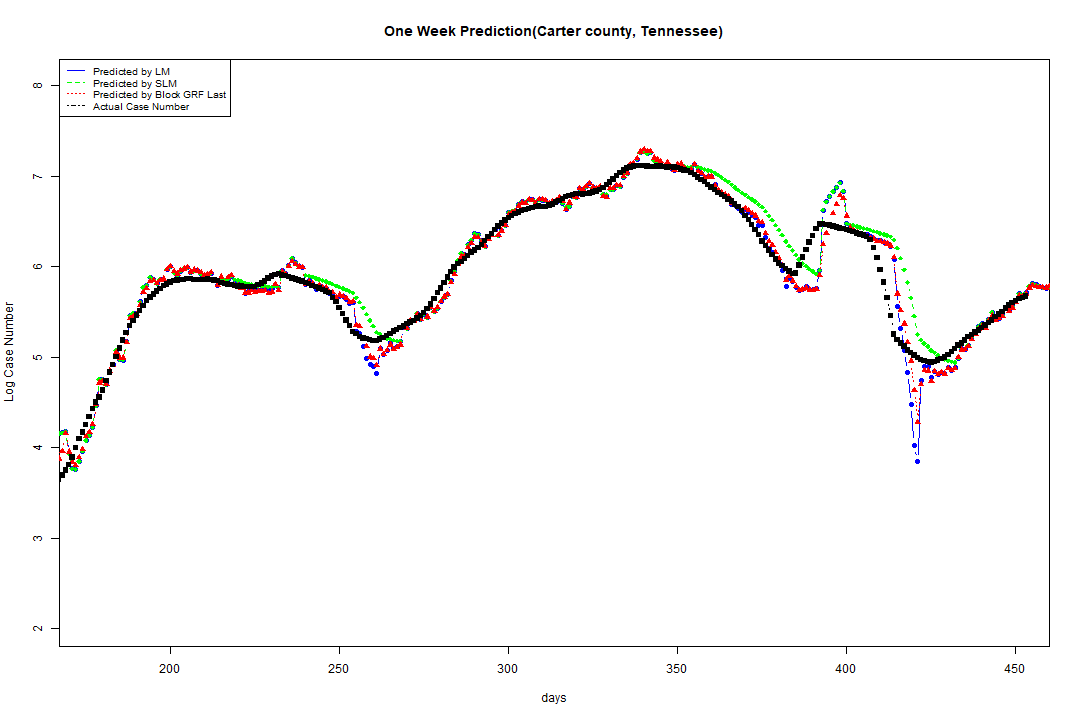 One Week Prediction(Carter county, Tennessee)
Predicted by LM
Predicted by SLM
Predicted by Block GRF Last
Actual Case Number
8
7
6
5
4
3
2
Log Case Number
200 250 300 350 400 450
days